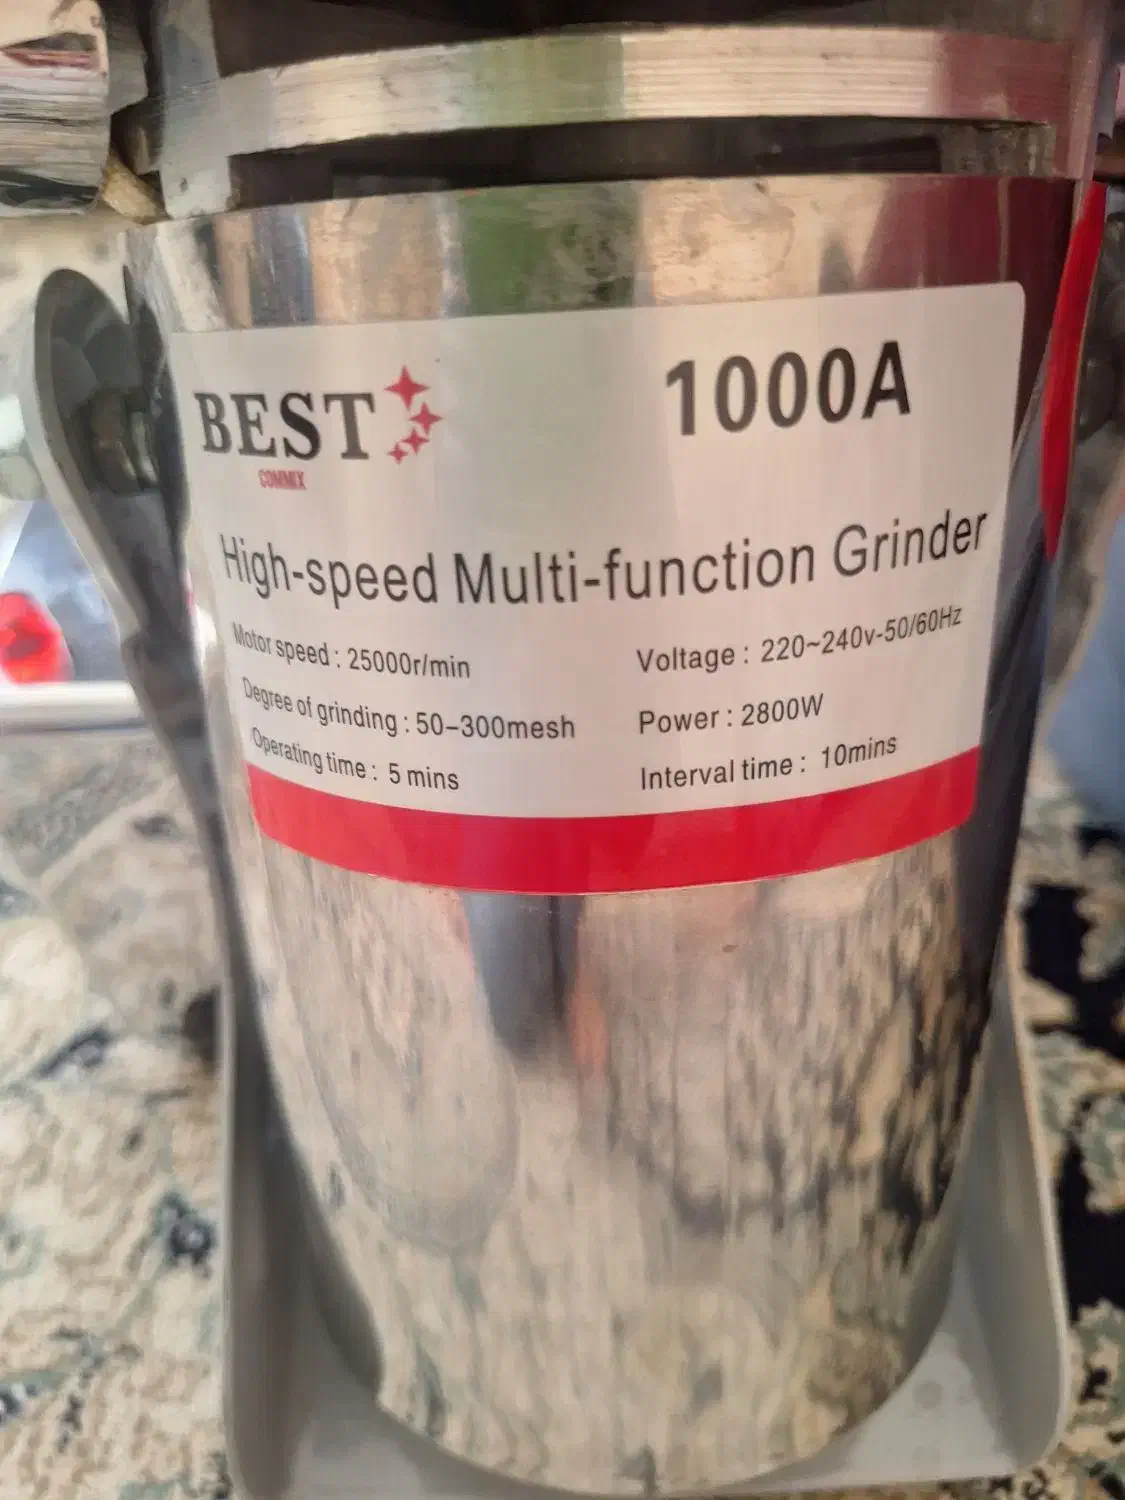 BEST
COMMIX
1000A
High-speed Multi-function Grinder
Motor speed : 25000r/min
Voltage : 220~240v-50/60Hz
Degree of grinding : 50-300mesh
Power : 2800W
Operating time : 5 mins
Interval time : 10mins